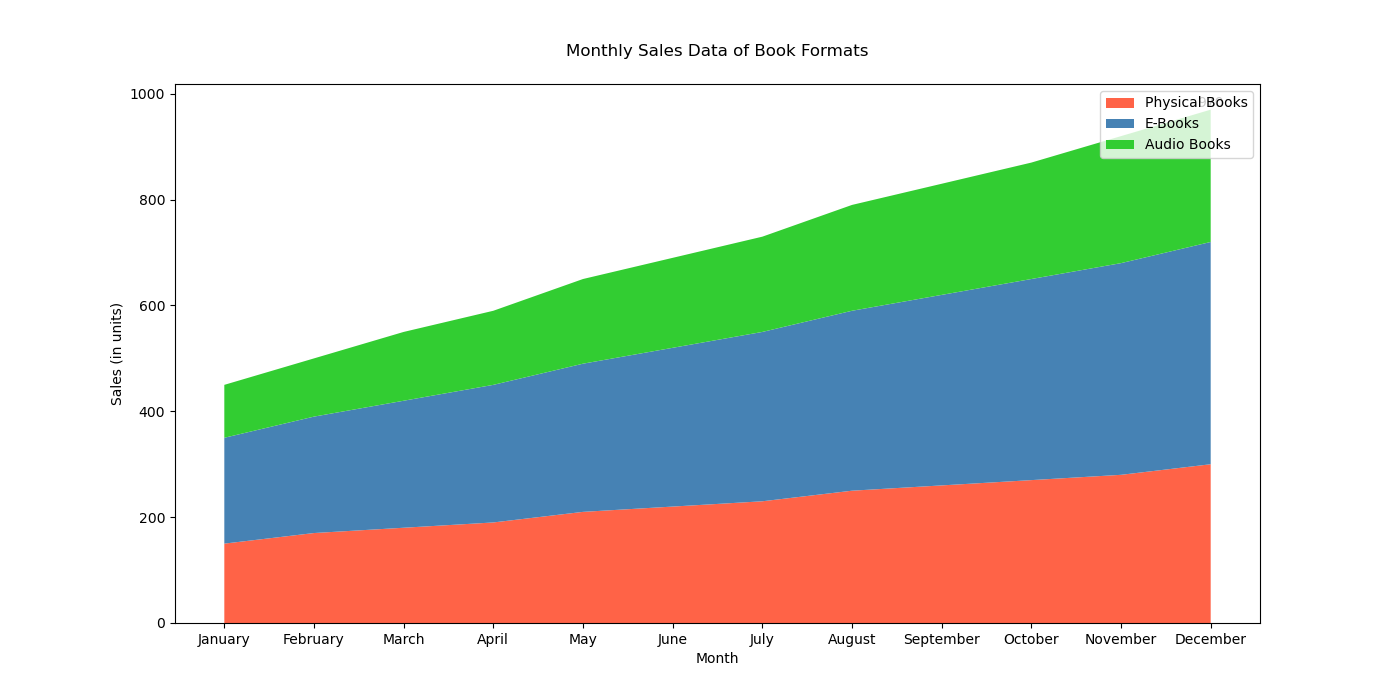 Monthly Sales Data of Book Formats
1000
800
600
400
200
0
Sales (in units)
Physical Books
E-Books
Audio Books
January February March April May June July August September October November December
Month